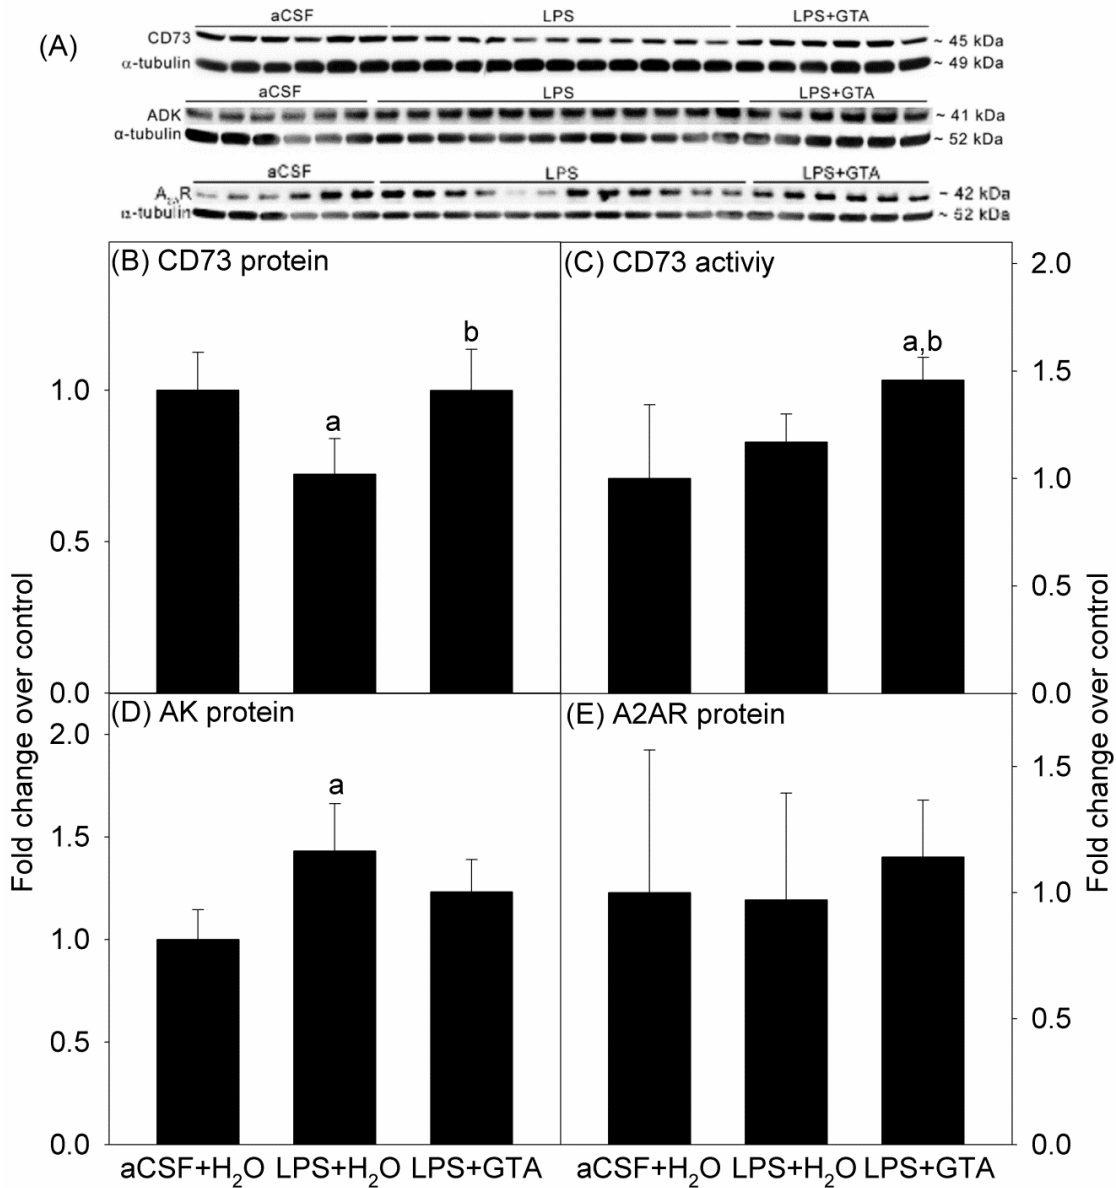 (A)
aCSF LPS LPS+GTA
CD73 ~ 45 kDa
α-tubulin ~ 49 kDa
aCSF LPS LPS+GTA
ADK ~ 41 kDa
α-tubulin ~ 52 kDa
aCSF LPS LPS+GTA
A₂ₐR ~ 42 kDa
α-tubulin ~ 52 kDa
(B) CD73 protein
1.0
0.5
0.0
a
b
(C) CD73 activiy
2.0
1.5
1.0
0.5
0.0
a,b
(D) AK protein
2.0
1.5
1.0
0.5
0.0
a
(E) A2AR protein
1.5
1.0
0.5
0.0
Fold change over control
Fold change over control
aCSF+H₂O LPS+H₂O LPS+GTA
aCSF+H₂O LPS+H₂O LPS+GTA